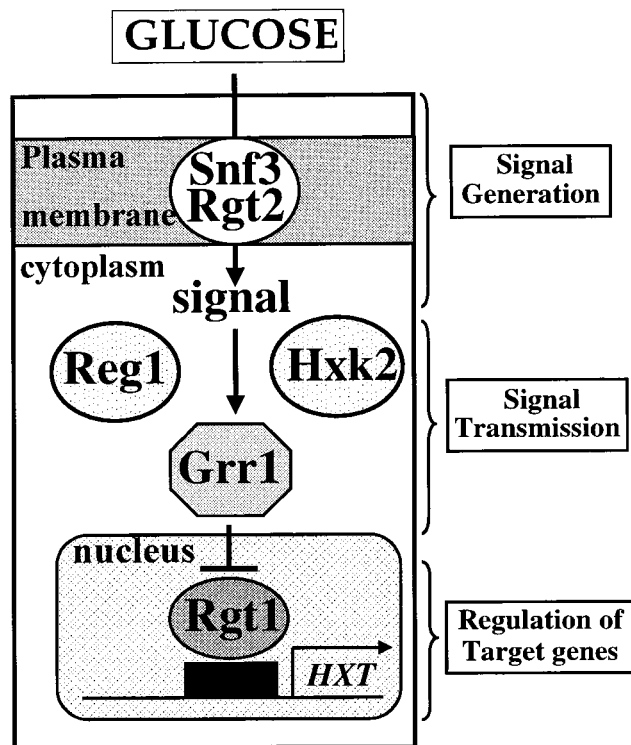 GLUCOSE
Plasma
membrane
Snf3
Rgt2
Signal
Generation
cytoplasm
signal
Reg1
Hxk2
Signal
Transmission
Grr1
nucleus
Rgt1
HXT
Regulation of
Target genes